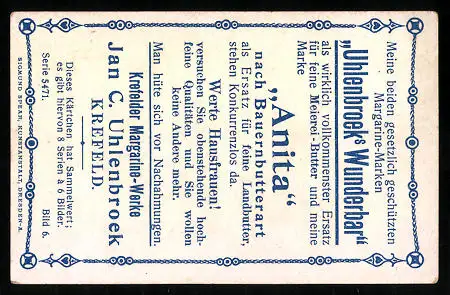 Meine beiden gesetzlich geschützten
Margarine-Marken
„Uhlenbroek's Wunderbar“
als wirklich vollkommenster Ersatz
für feine Meierei-Butter und meine
Marke
„Anita“
nach Bauernbutterart
als Ersatz für feine Landbutter,
stehen Konkurrenzlos da.
Werte Hausfrauen!
versuchen Sie obenstehende hoch-
feine Qualitäten und Sie wollen
keine Andere mehr.
Man hüte sich vor Nachahmungen.
Krefelder Margarine-Werke
Jan C. Uhlenbroek
KREFELD.
Dieses Kärtchen hat Sammelwert;
es gibt hiervon 8 Serien à 6 Bilder.
Serie 5471. Bild 6.
SIGMUND SPEAR, KUNSTANSTALT, DRESDEN-A.